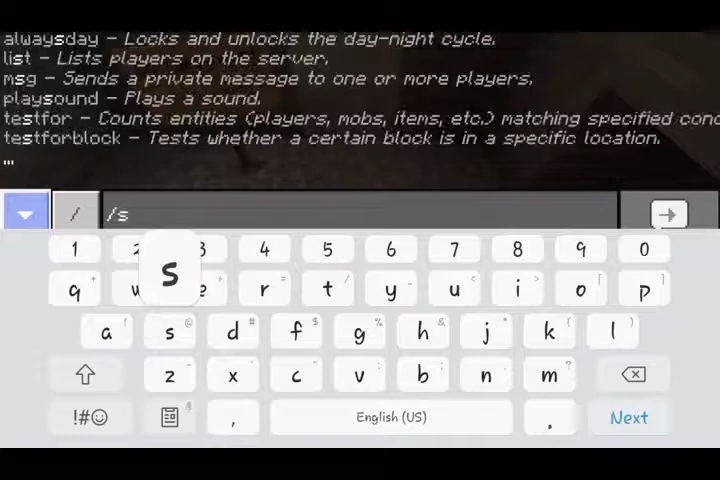 alwaysday – Locks and unlocks the day-night cycle.
list – Lists players on the server.
msg – Sends a private message to one or more players.
playsound – Plays a sound.
testfor – Counts entities (players, mobs, items, etc.) matching specified conc
testforblock – Tests whether a certain block is in a specific location.
...
/ /s
1 2 3 4 5 6 7 8 9 0
s
q + w e ÷ r = t / y _ u < i > o [ p ]
a ! s @ d # f $ g % h & j * k ( l )
z - x ' c " v : b ; n , m ?
!#☺ , English (US) . Next